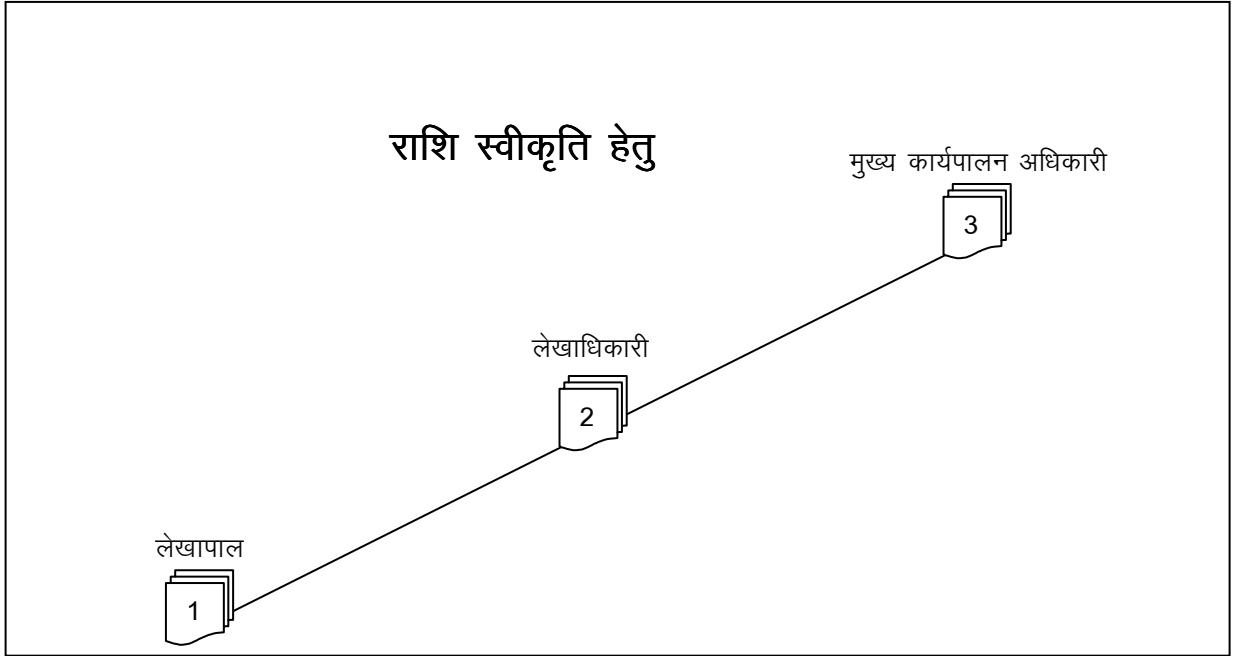 राशि स्वीकृति हेतु
मुख्य कार्यपालन अधिकारी
3
लेखाधिकारी
2
लेखापाल
1